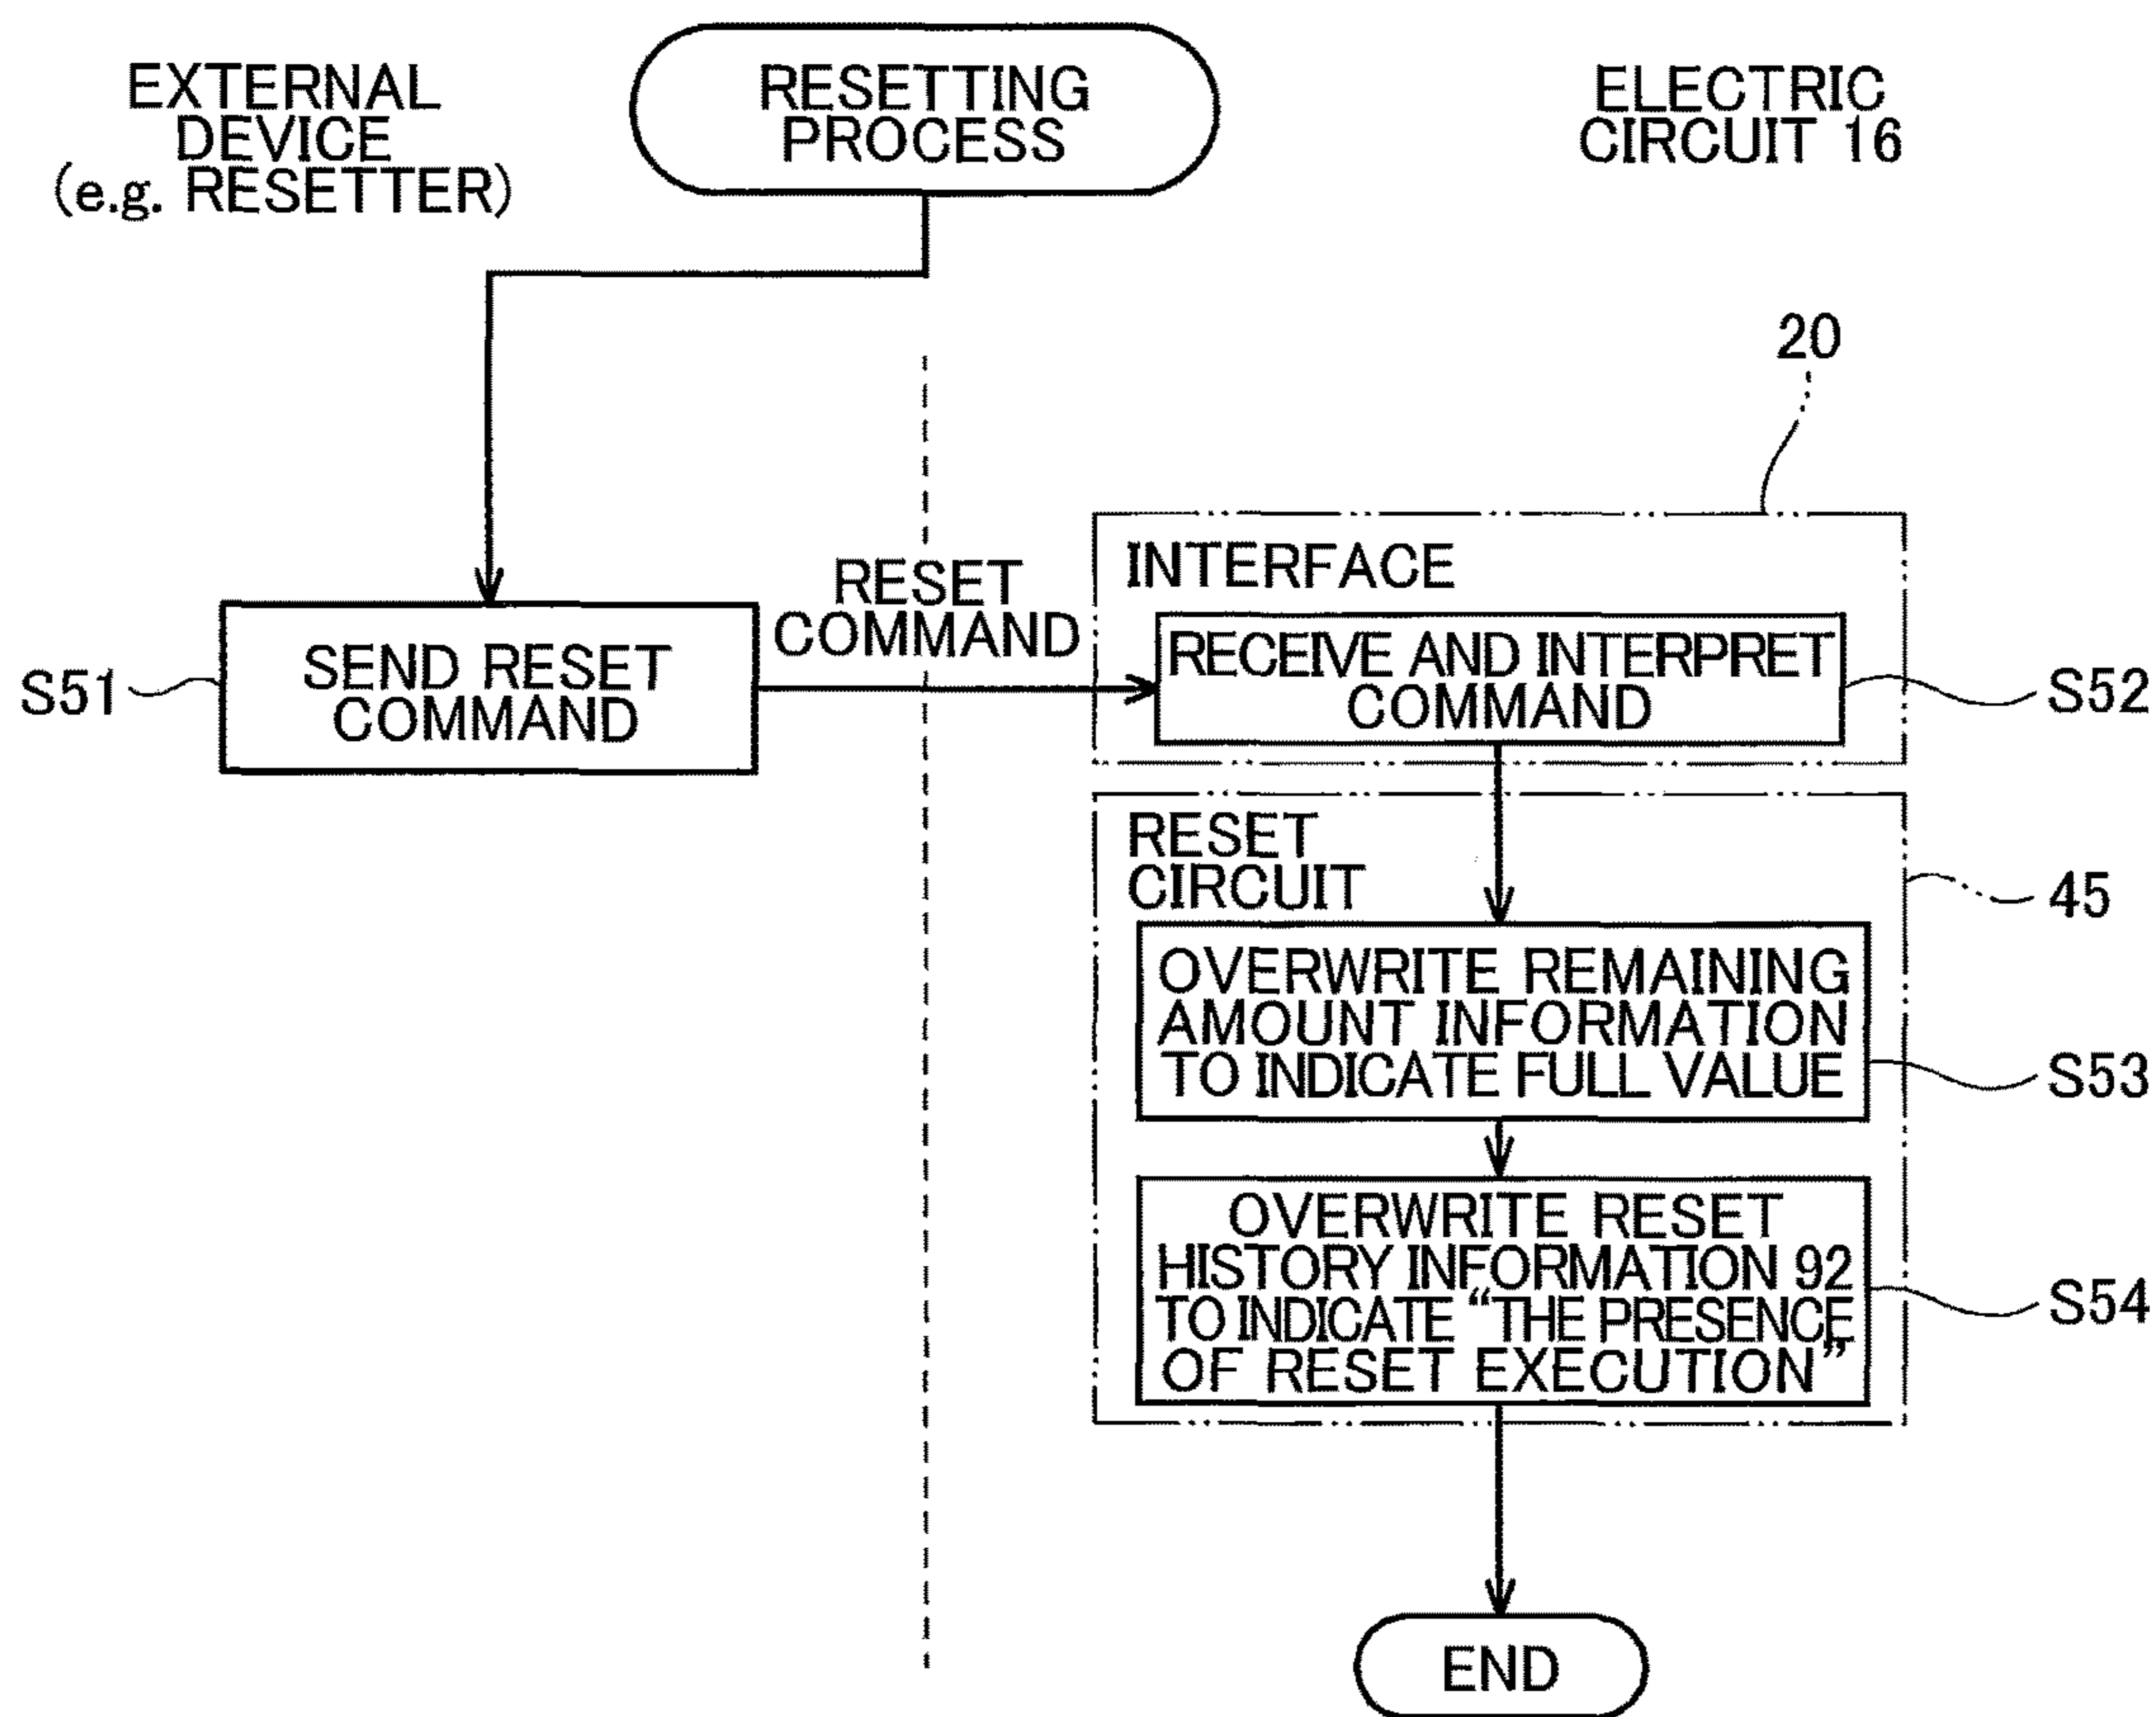 RESETTING
PROCESS
EXTERNAL
DEVICE
(e.g. RESETTER)
ELECTRIC
CIRCUIT 16
20
INTERFACE
RESET
COMMAND
S51
SEND RESET
COMMAND
RECEIVE AND INTERPRET
COMMAND
S52
RESET
CIRCUIT
45
OVERWRITE REMAINING
AMOUNT INFORMATION
TO INDICATE FULL VALUE
S53
OVERWRITE RESET
HISTORY INFORMATION 92
TO INDICATE “THE PRESENCE
OF RESET EXECUTION”
S54
END